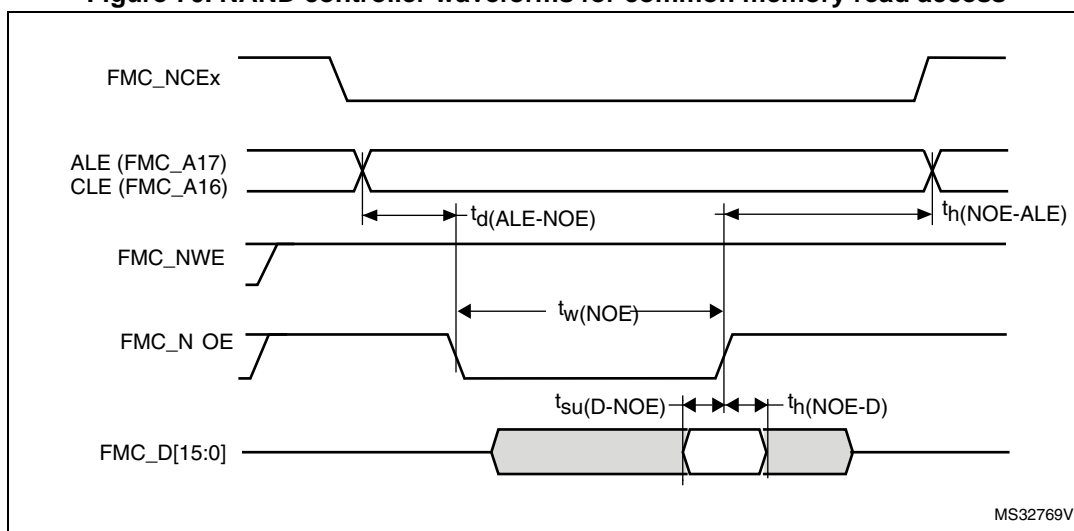 Figure 70. NAND controller waveforms for common memory read access
FMC_NCEx
ALE (FMC_A17)
CLE (FMC_A16)
td(ALE-NOE)
th(NOE-ALE)
FMC_NWE
tw(NOE)
FMC_N OE
tsu(D-NOE)
th(NOE-D)
FMC_D[15:0]
MS32769V